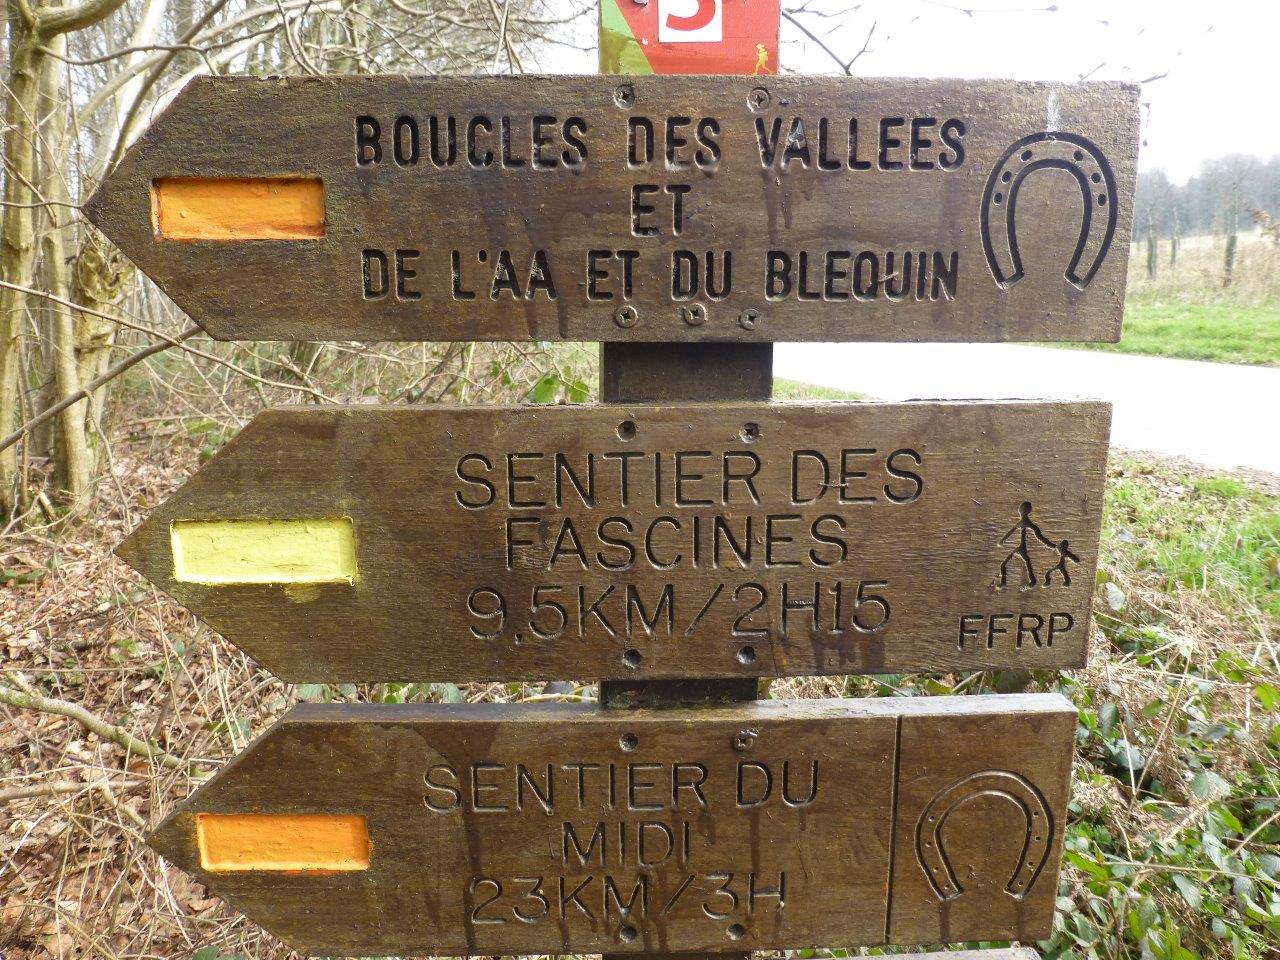 3
BOUCLES DES VALLEES
ET
DE L'AA ET DU BLEQUIN
SENTIER DES
FASCINES
9,5KM/2H15
FFRP
SENTIER DU
MIDI
23KM/3H